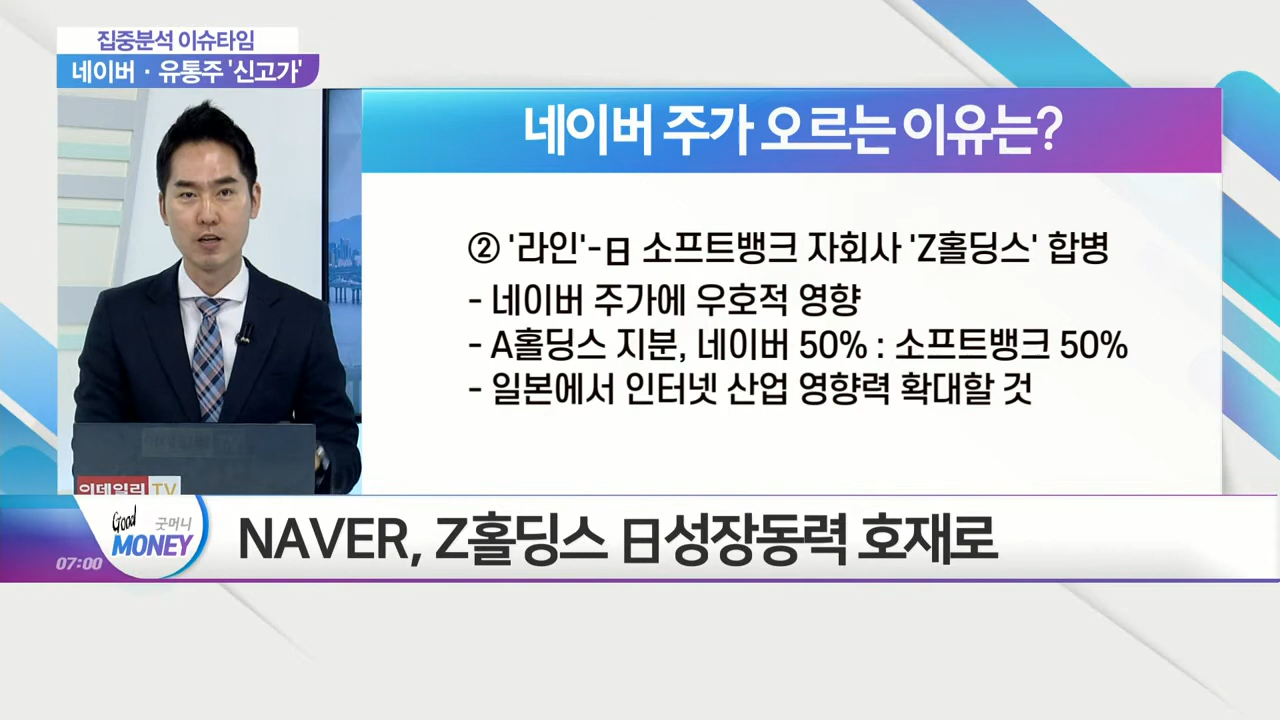 집중분석 이슈타임
네이버 · 유통주 '신고가'
네이버 주가 오르는 이유는?
② '라인'-日 소프트뱅크 자회사 'Z홀딩스' 합병
- 네이버 주가에 우호적 영향
- A홀딩스 지분, 네이버 50% : 소프트뱅크 50%
- 일본에서 인터넷 산업 영향력 확대할 것
이데일리 TV
Good 굿머니
MONEY
NAVER, Z홀딩스 日성장동력 호재로
07:00